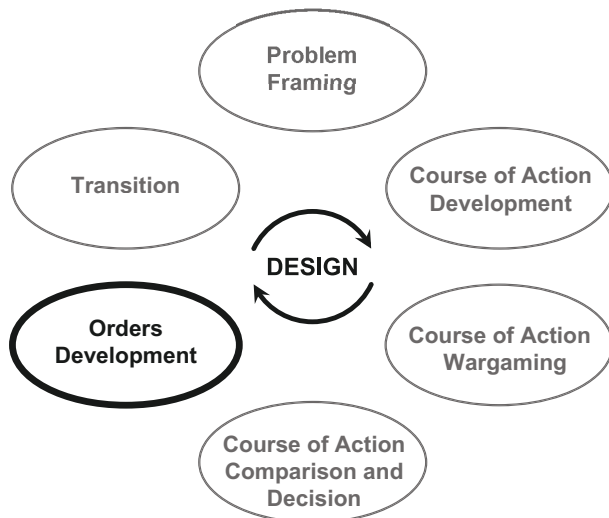 Problem
Framing
Course of Action
Development
Course of Action
Wargaming
Course of Action
Comparison and
Decision
Orders
Development
Transition
DESIGN